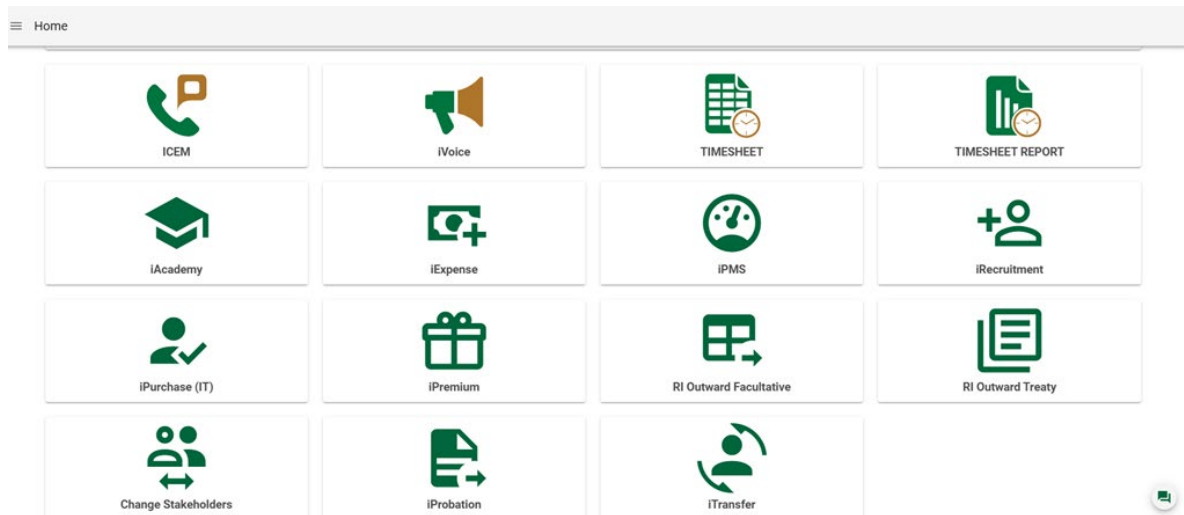 Home
ICEM
iVoice
TIMESHEET
TIMESHEET REPORT
iAcademy
iExpense
iPMS
iRecruitment
iPurchase (IT)
iPremium
RI Outward Facultative
RI Outward Treaty
Change Stakeholders
iProbation
iTransfer